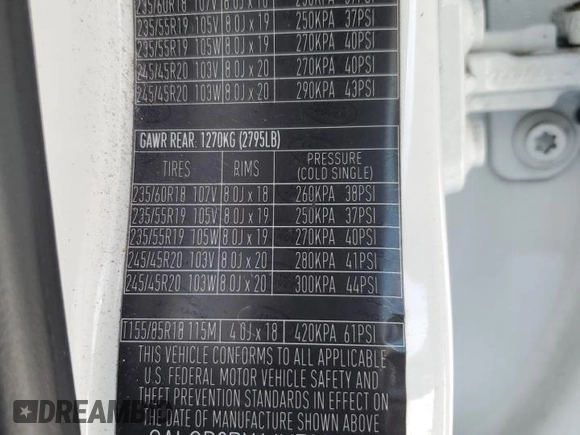 235/60R18 107V 8.0J x 18
235/55R19 105V 8.0J x 19 250KPA 37PSI
235/55R19 105W 8.0J x 19 270KPA 40PSI
245/45R20 103V 8.0J x 20 270KPA 40PSI
245/45R20 103W 8.0J x 20 290KPA 43PSI
GAWR REAR: 1270KG (2795LB)
TIRES RIMS PRESSURE (COLD SINGLE)
235/60R18 107V 8.0J x 18 260KPA 38PSI
235/55R19 105V 8.0J x 19 250KPA 37PSI
235/55R19 105W 8.0J x 19 270KPA 40PSI
245/45R20 103V 8.0J x 20 280KPA 41PSI
245/45R20 103W 8.0J x 20 300KPA 44PSI
T155/85R18 115M 4.0J x 18 420KPA 61PSI
THIS VEHICLE CONFORMS TO ALL APPLICABLE
U.S. FEDERAL MOTOR VEHICLE SAFETY AND
THEFT PREVENTION STANDARDS IN EFFECT ON
THE DATE OF MANUFACTURE SHOWN ABOVE